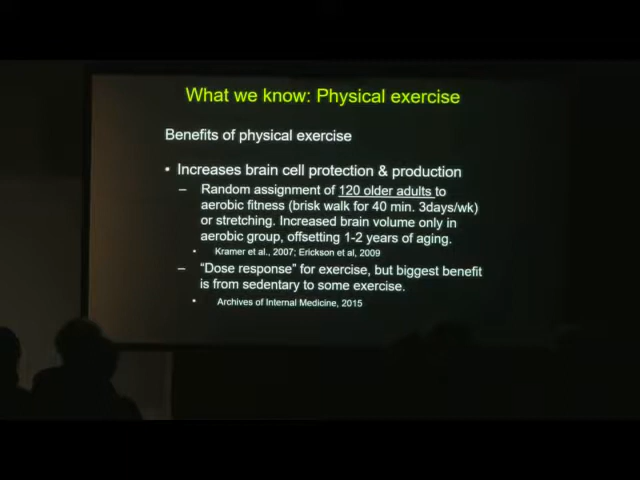 What we know: Physical exercise
Benefits of physical exercise
• Increases brain cell protection & production
– Random assignment of 120 older adults to
aerobic fitness (brisk walk for 40 min. 3days/wk)
or stretching. Increased brain volume only in
aerobic group, offsetting 1-2 years of aging.
• Kramer et al., 2007; Erickson et al, 2009
– “Dose response” for exercise, but biggest benefit
is from sedentary to some exercise.
• Archives of Internal Medicine, 2015